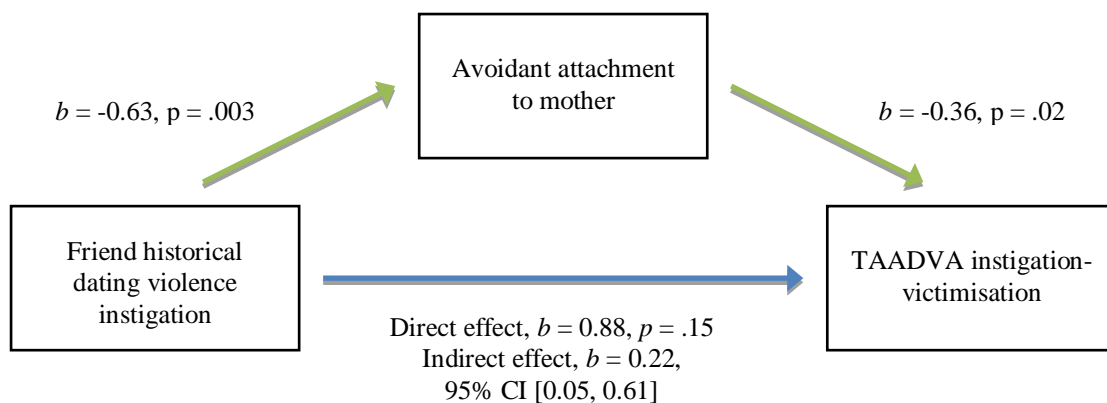 Avoidant attachment
to mother
b = -0.63, p = .003
b = -0.36, p = .02
Friend historical
dating violence
instigation
TAADVA instigation-
victimisation
Direct effect, b = 0.88, p = .15
Indirect effect, b = 0.22,
95% CI [0.05, 0.61]